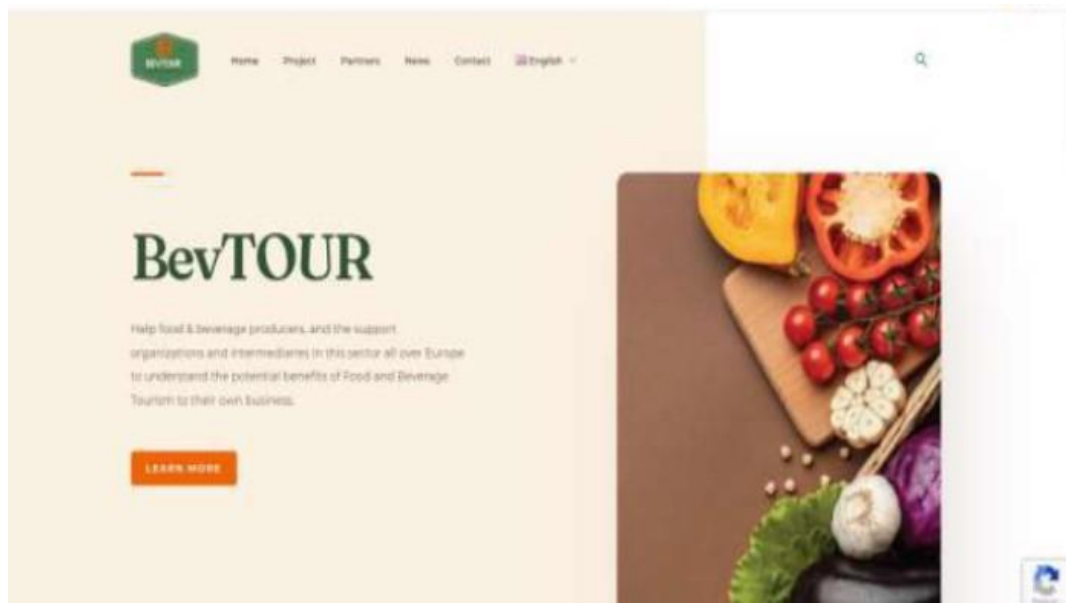 BEVTOUR
Home Project Partners News Contact English
BevTOUR
Help food & beverage producers, and the support
organizations and intermediaries in this sector all over Europe
to understand the potential benefits of Food and Beverage
Tourism to their own business.
LEARN MORE